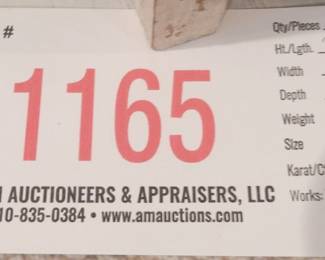 #
1165
AUCTIONEERS & APPRAISERS, LLC
10-835-0384 • www.amauctions.com
Qty/Pieces
Ht./Lgth.
Width
Depth
Weight
Size
Karat/C
Works: